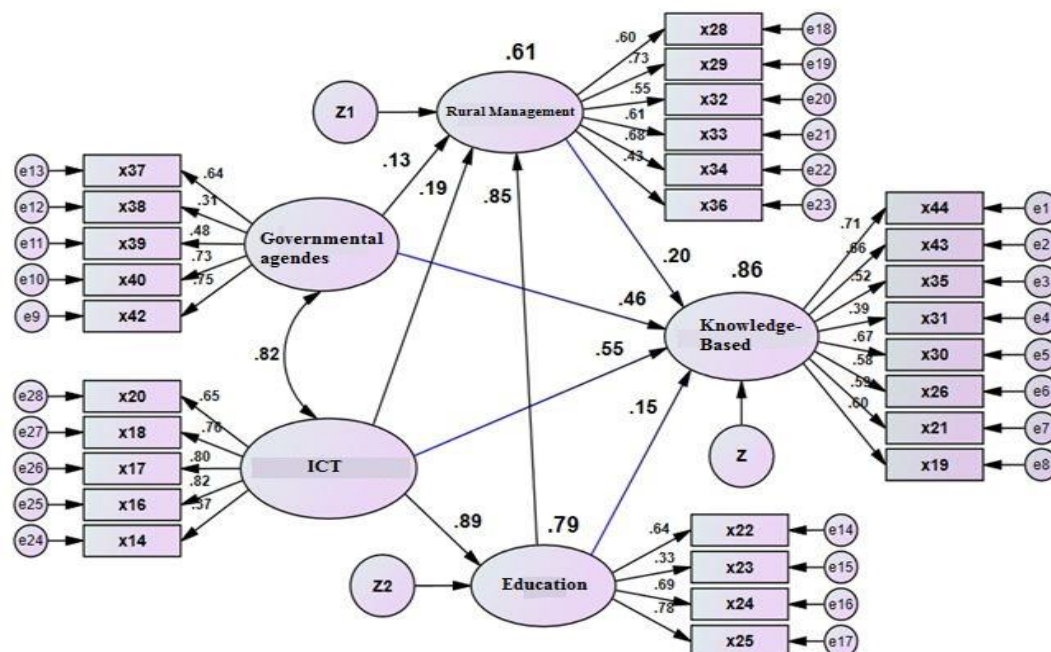 .61
Rural Management
Z1
.60
x28
e18
.73
x29
e19
.55
x32
e20
.61
x33
e21
.68
x34
e22
.43
x36
e23
.13
.19
.85
e13
x37
.64
e12
x38
.31
e11
x39
.48
e10
x40
.73
e9
x42
.75
Governmental
agendes
.20
.86
.46
Knowledge-
Based
.71
x44
e1
.66
x43
e2
.52
x35
e3
.39
x31
e4
.67
x30
e5
.58
x26
e6
x21
e7
.60
x19
e8
.82
.55
.15
Z
e28
x20
.65
e27
x18
.76
e26
x17
.80
e25
x16
.82
e24
x14
.37
ICT
.89
.79
Z2
Education
.64
x22
e14
.33
x23
e15
.69
x24
e16
.78
x25
e17